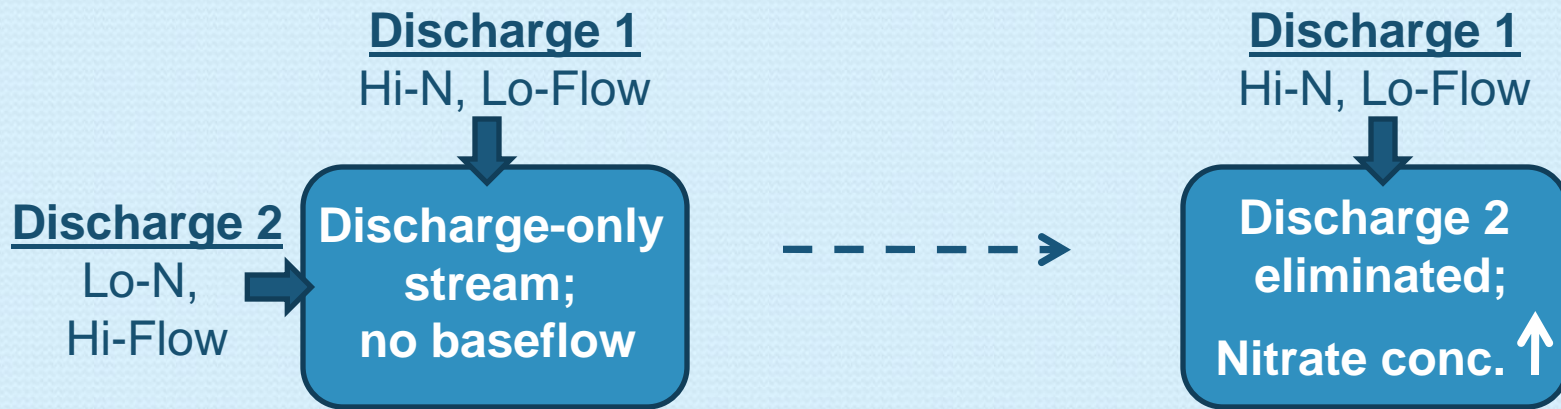 Discharge 1
Hi-N, Lo-Flow
Discharge 2
Lo-N,
Hi-Flow
Discharge-only
stream;
no baseflow
Discharge 1
Hi-N, Lo-Flow
Discharge 2
eliminated;
Nitrate conc.